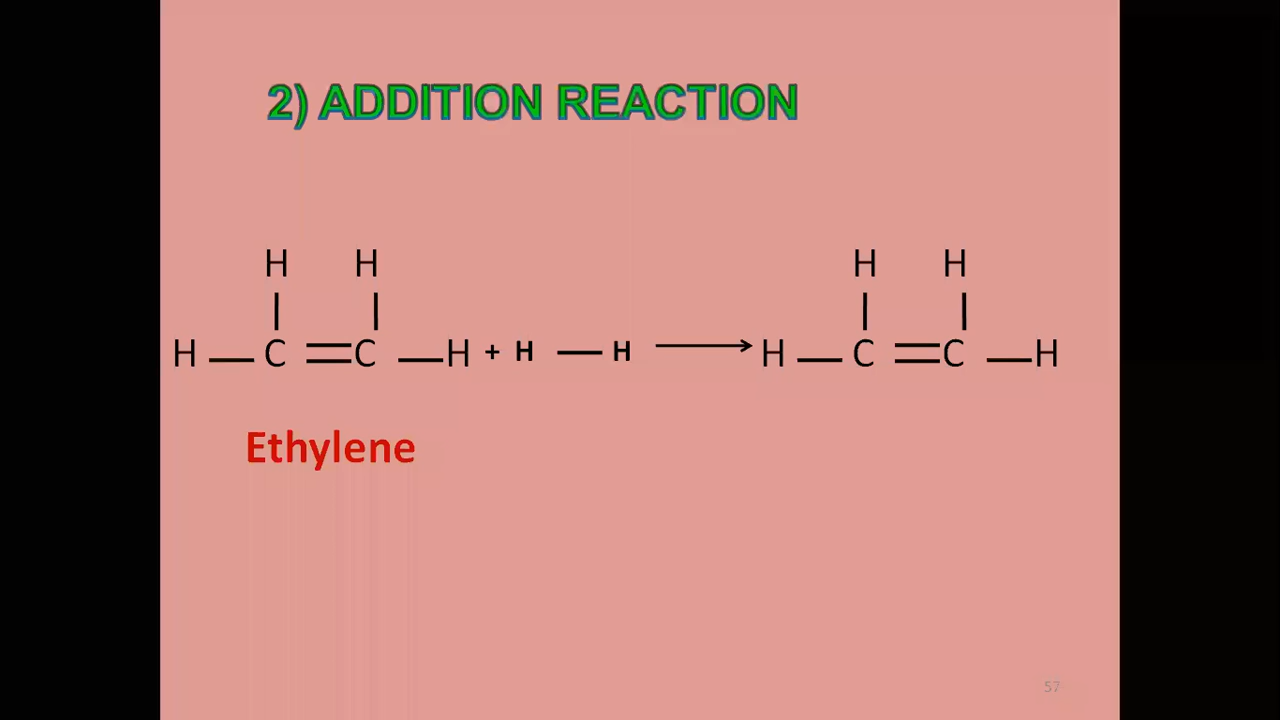 2) ADDITION REACTION
H H H H
H C C H + H H H C C H
Ethylene
57